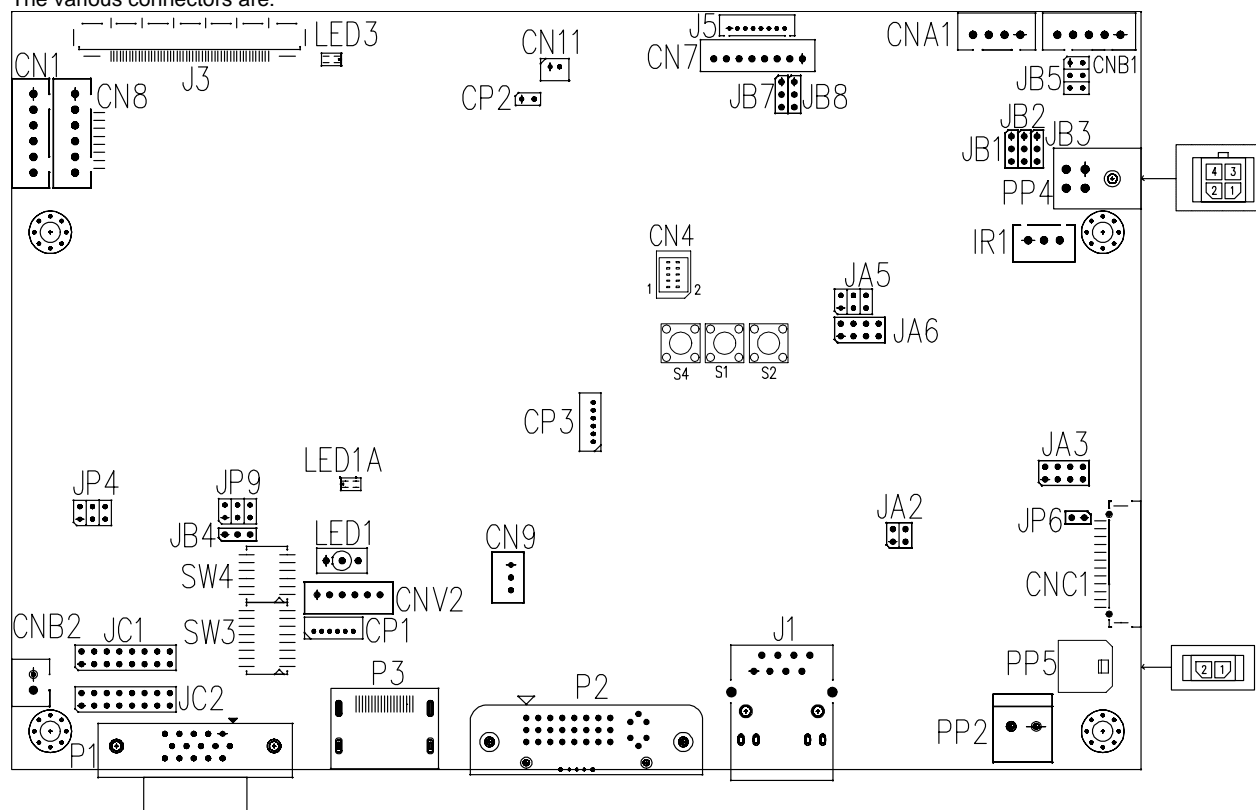 The various connectors are:
J3
LED3
CN11
J5
CN7
CNA1
CNB1
CN1
CN8
CP2
JB7
JB8
JB5
JB2
JB1
JB3
PP4
4 3
2 1
IR1
CN4
1
2
JA5
JA6
S4
S1
S2
CP3
JA3
LED1A
JP4
JP9
JB4
LED1
CN9
JA2
JP6
SW4
CNV2
CNC1
CNB2
JC1
SW3
CP1
J1
PP5
2 1
P3
P2
JC2
P1
PP2